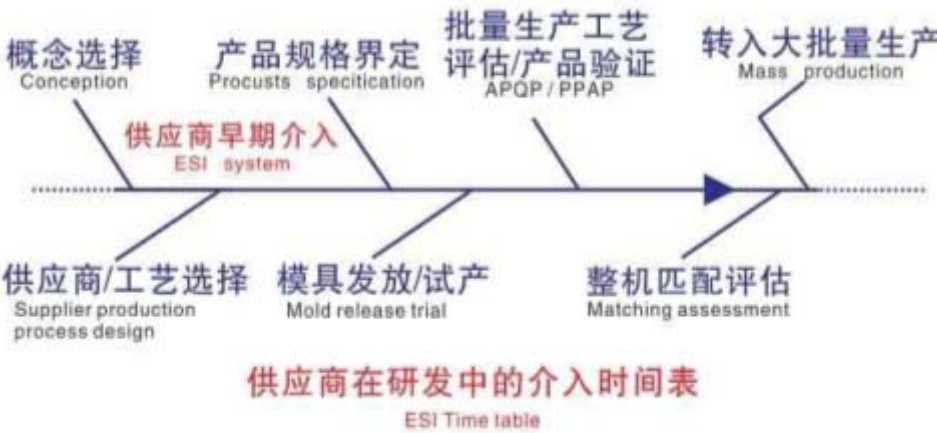 概念选择
Conception
产品规格界定
Procusts specitication
批量生产工艺
评估/产品验证
APQP / PPAP
转入大批量生产
Mass production
供应商早期介入
ESI system
供应商/工艺选择
Supplier production
process design
模具发放/试产
Mold release trial
整机匹配评估
Matching assessment
供应商在研发中的介入时间表
ESI Time table